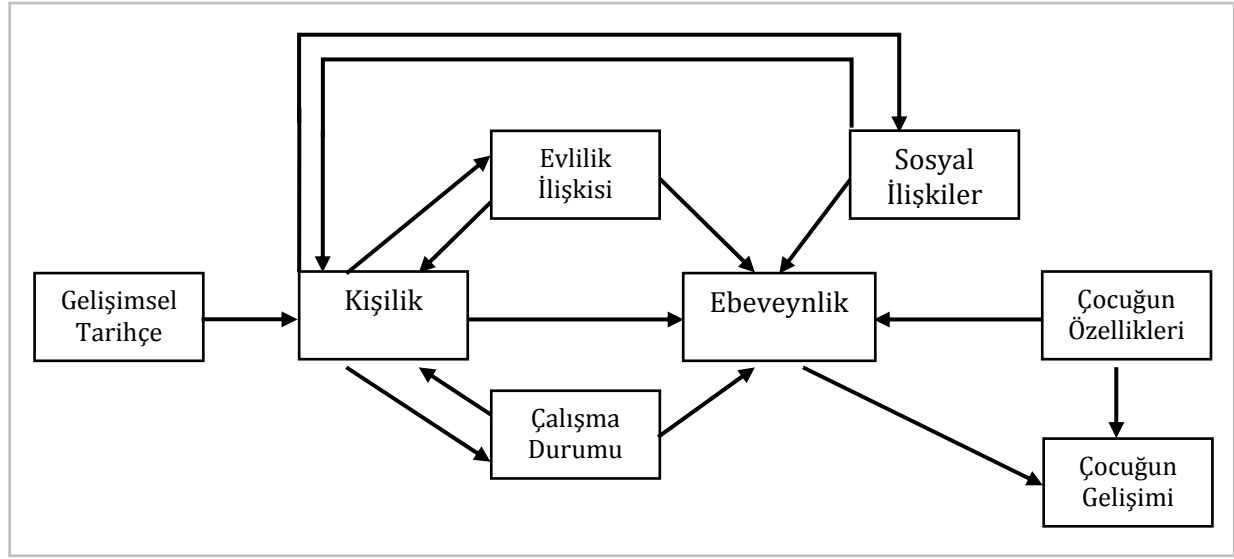 Evlilik
İlişkisi
Sosyal
İlişkiler
Gelişimsel
Tarihçe
Kişilik
Ebeveynlik
Çocuğun
Özellikleri
Çalışma
Durumu
Çocuğun
Gelişimi